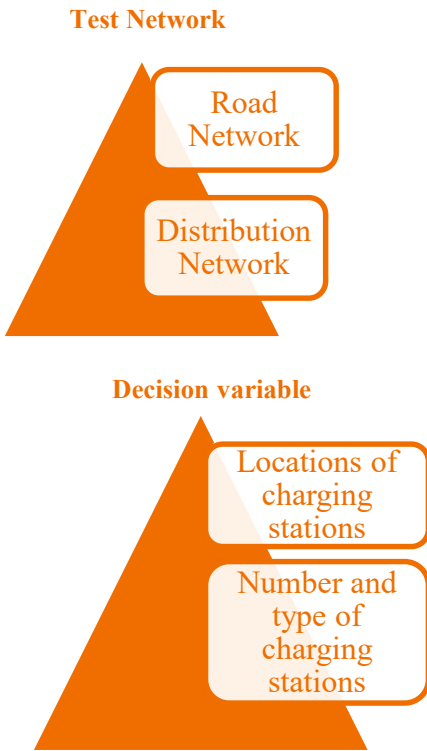 Test Network
Road
Network
Distribution
Network
Decision variable
Locations of
charging
stations
Number and
type of
charging
stations